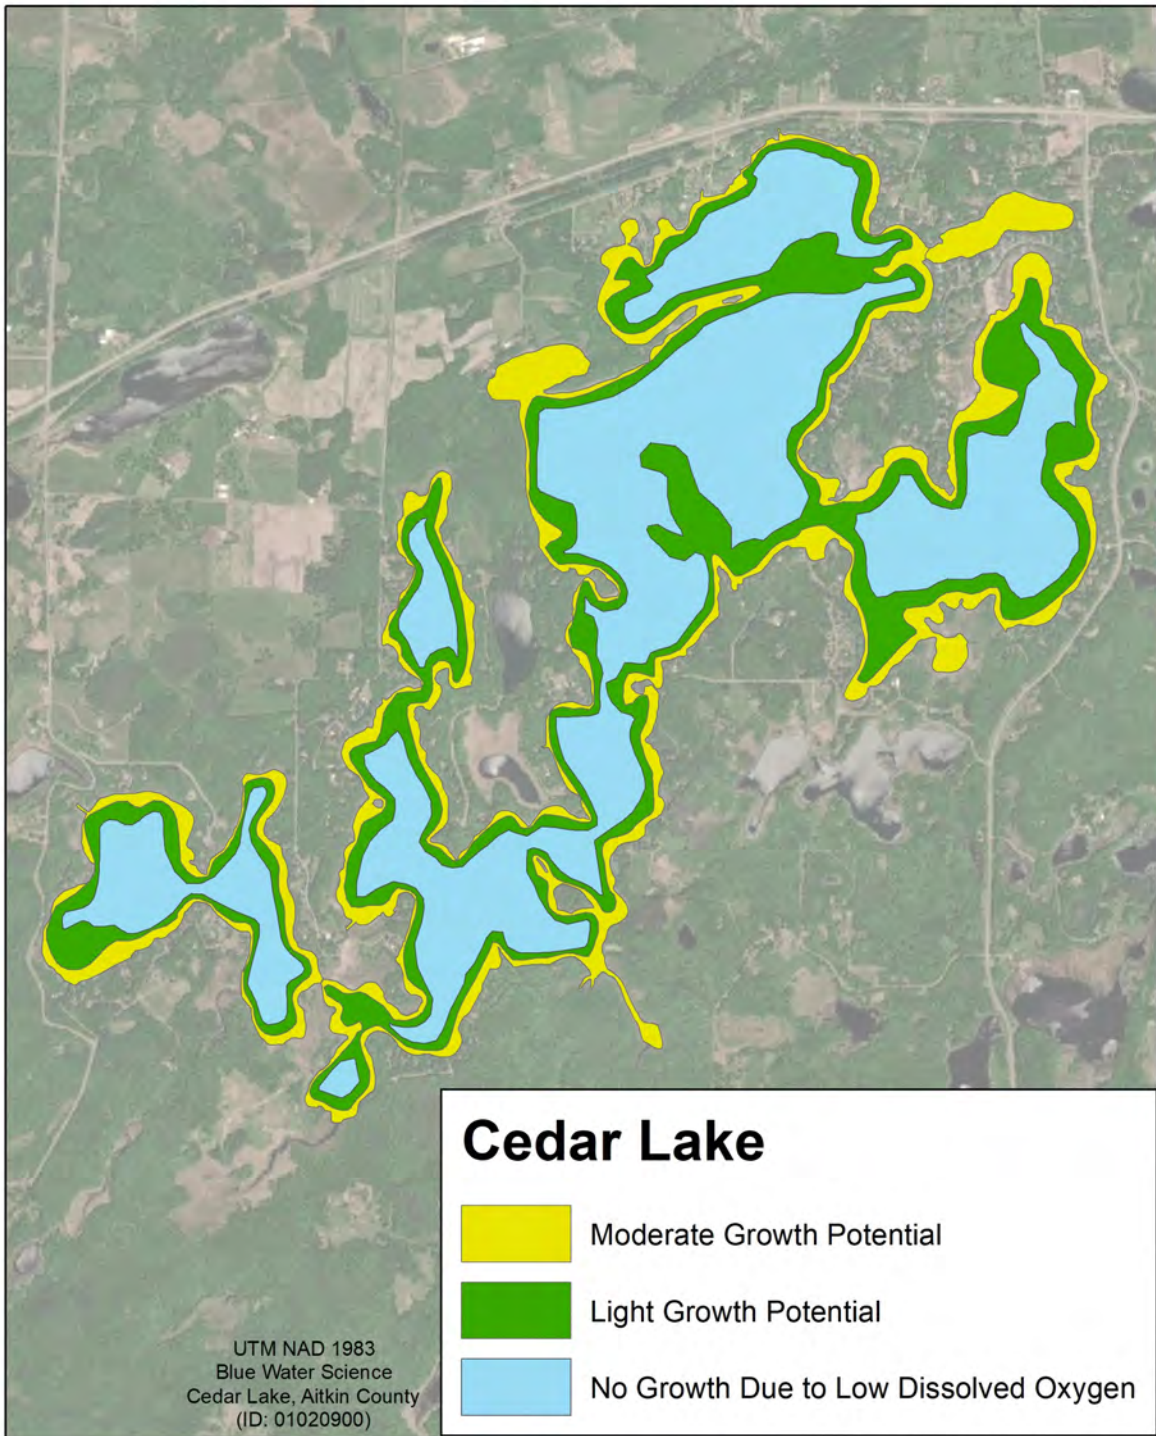 Cedar Lake
Moderate Growth Potential
Light Growth Potential
No Growth Due to Low Dissolved Oxygen
UTM NAD 1983
Blue Water Science
Cedar Lake, Aitkin County
(ID: 01020900)